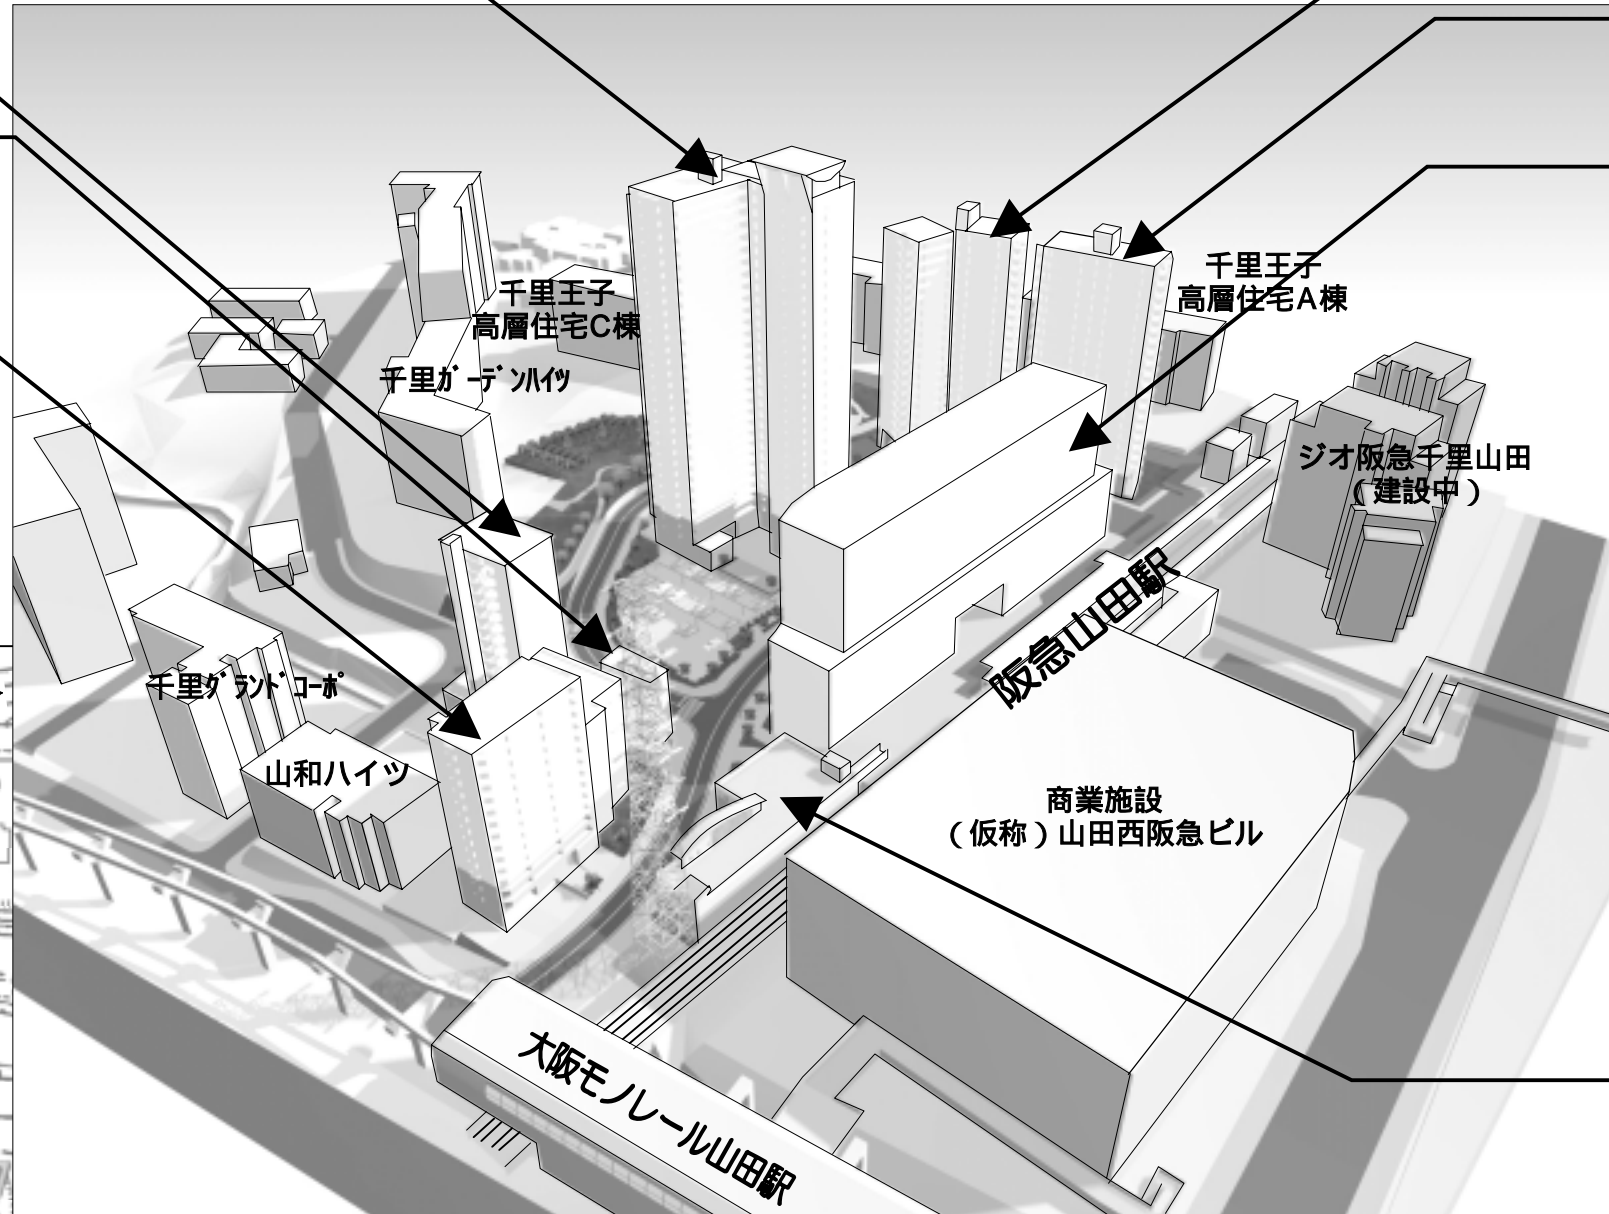 千里王子
高層住宅C棟
千里王子
高層住宅A棟
千里ガーデンハイツ
ジオ阪急千里山田
(建設中)
阪急山田駅
千里グランドコーポ
山和ハイツ
商業施設
(仮称)山田西阪急ビル
大阪モノレール山田駅